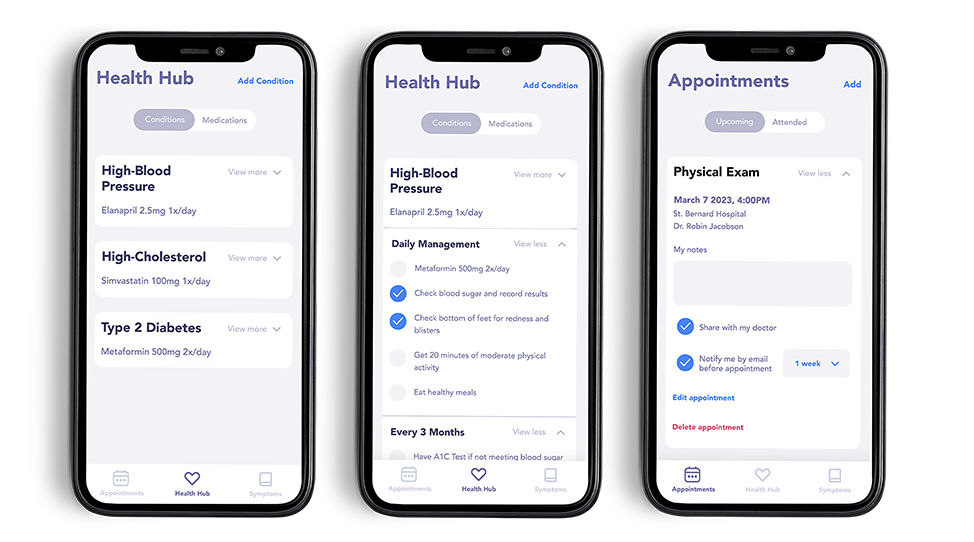 Health Hub
Add Condition
Conditions
Medications
High-Blood
Pressure
View more
Elanapril 2.5mg 1x/day
High-Cholesterol
View more
Simvastatin 100mg 1x/day
Type 2 Diabetes
View more
Metaformin 500mg 2x/day
Appointments
Health Hub
Symptoms
Health Hub
Add Condition
Conditions
Medications
High-Blood
Pressure
View more
Elanapril 2.5mg 1x/day
Daily Management
View less
Metaformin 500mg 2x/day
Check blood sugar and record results
Check bottom of feet for redness and
blisters
Get 20 minutes of moderate physical
activity
Eat healthy meals
Every 3 Months
View less
Have A1C Test if not meeting blood sugar
Appointments
Health Hub
Symptoms
Appointments
Add
Upcoming
Attended
Physical Exam
View less
March 7 2023, 4:00PM
St. Bernard Hospital
Dr. Robin Jacobson
My notes
Share with my doctor
Notify me by email
before appointment
1 week
Edit appointment
Delete appointment
Appointments
Health Hub
Symptoms